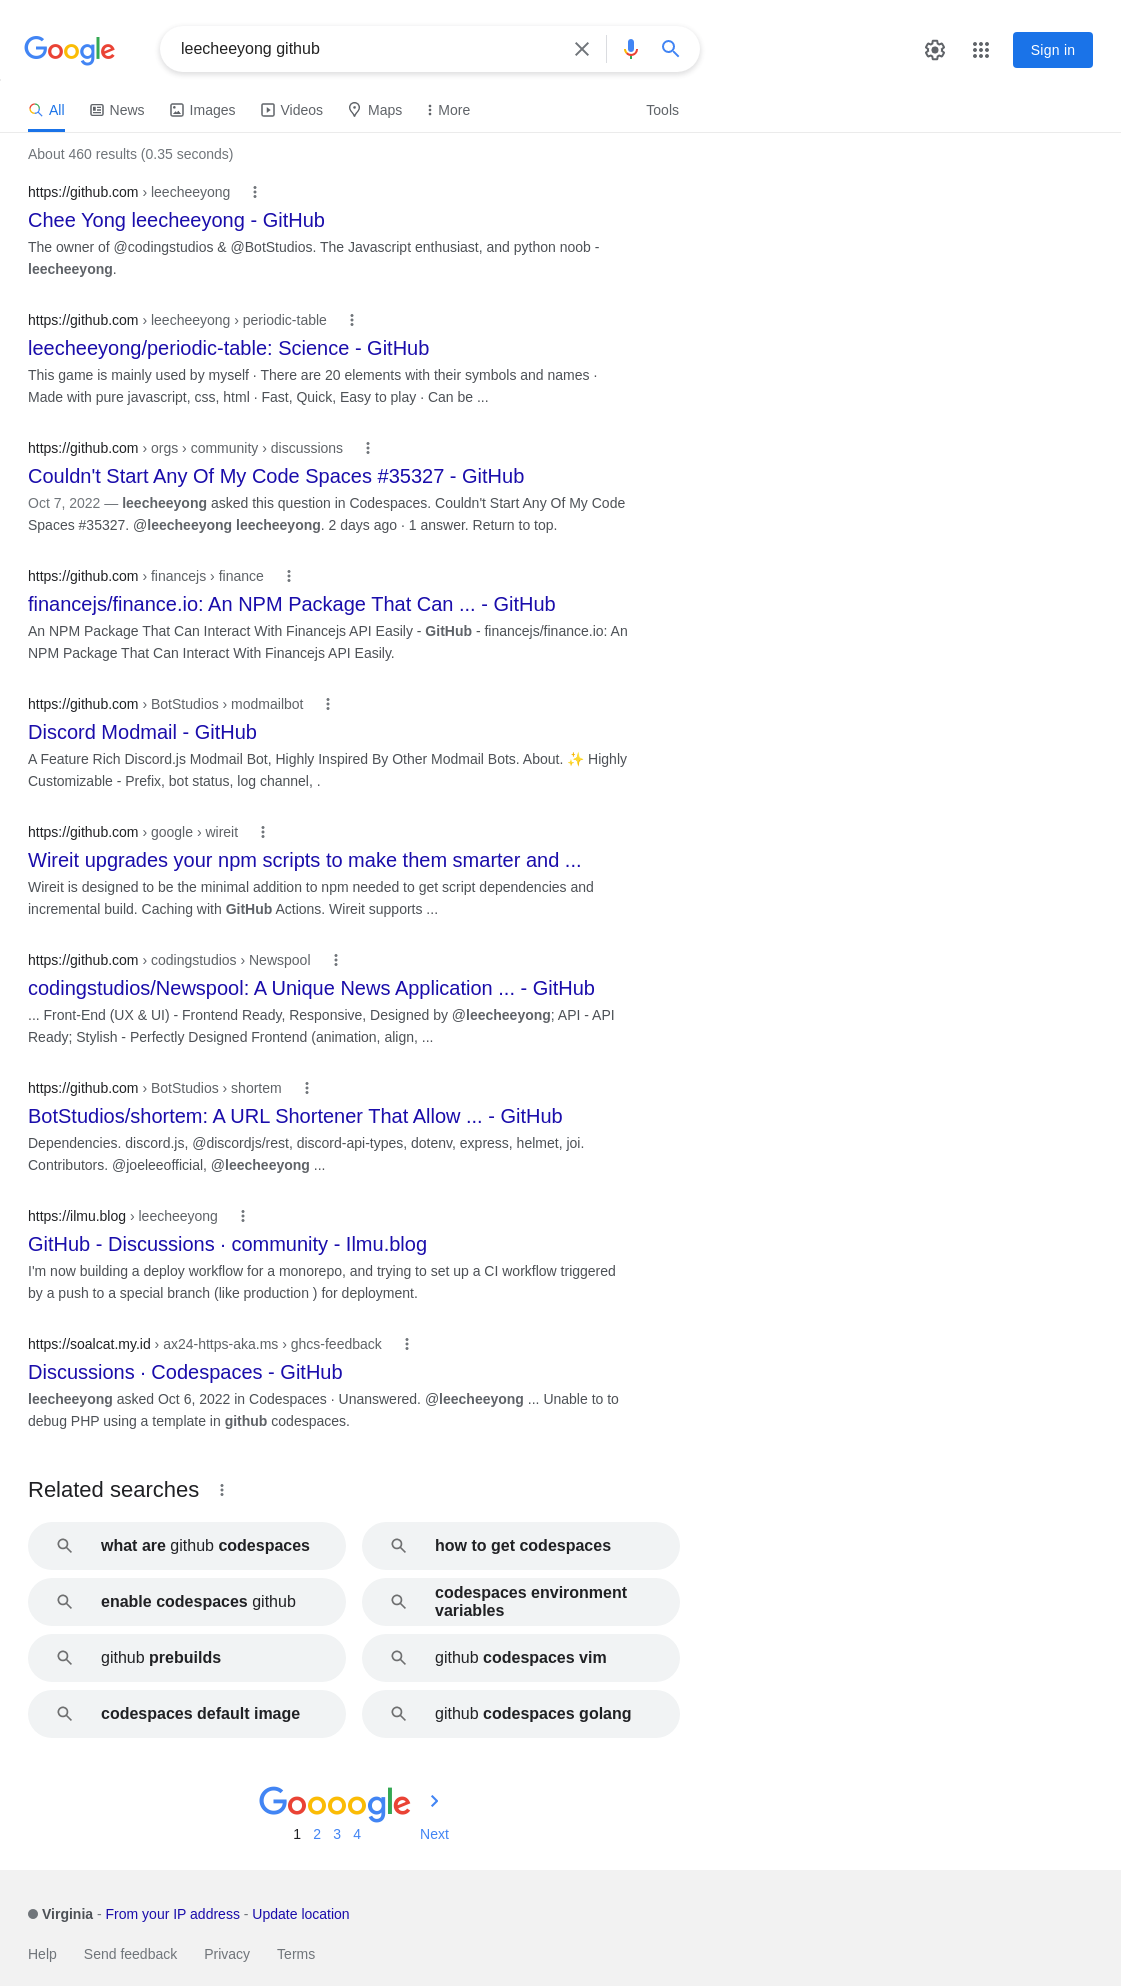 Google
leecheeyong github
Sign in
All
News
Images
Videos
Maps
More
Tools
About 460 results (0.35 seconds)
https://github.com › leecheeyong
Chee Yong leecheeyong - GitHub
The owner of @codingstudios & @BotStudios. The Javascript enthusiast, and python noob -
leecheeyong.
https://github.com › leecheeyong › periodic-table
leecheeyong/periodic-table: Science - GitHub
This game is mainly used by myself · There are 20 elements with their symbols and names ·
Made with pure javascript, css, html · Fast, Quick, Easy to play · Can be ...
https://github.com › orgs › community › discussions
Couldn't Start Any Of My Code Spaces #35327 - GitHub
Oct 7, 2022 — leecheeyong asked this question in Codespaces. Couldn't Start Any Of My Code
Spaces #35327. @leecheeyong leecheeyong. 2 days ago · 1 answer. Return to top.
https://github.com › financejs › finance
financejs/finance.io: An NPM Package That Can ... - GitHub
An NPM Package That Can Interact With Financejs API Easily - GitHub - financejs/finance.io: An
NPM Package That Can Interact With Financejs API Easily.
https://github.com › BotStudios › modmailbot
Discord Modmail - GitHub
A Feature Rich Discord.js Modmail Bot, Highly Inspired By Other Modmail Bots. About. ✨ Highly
Customizable - Prefix, bot status, log channel, .
https://github.com › google › wireit
Wireit upgrades your npm scripts to make them smarter and ...
Wireit is designed to be the minimal addition to npm needed to get script dependencies and
incremental build. Caching with GitHub Actions. Wireit supports ...
https://github.com › codingstudios › Newspool
codingstudios/Newspool: A Unique News Application ... - GitHub
... Front-End (UX & UI) - Frontend Ready, Responsive, Designed by @leecheeyong; API - API
Ready; Stylish - Perfectly Designed Frontend (animation, align, ...
https://github.com › BotStudios › shortem
BotStudios/shortem: A URL Shortener That Allow ... - GitHub
Dependencies. discord.js, @discordjs/rest, discord-api-types, dotenv, express, helmet, joi.
Contributors. @joeleeofficial, @leecheeyong ...
https://ilmu.blog › leecheeyong
GitHub - Discussions · community - Ilmu.blog
I'm now building a deploy workflow for a monorepo, and trying to set up a CI workflow triggered
by a push to a special branch (like production ) for deployment.
https://soalcat.my.id › ax24-https-aka.ms › ghcs-feedback
Discussions · Codespaces - GitHub
leecheeyong asked Oct 6, 2022 in Codespaces · Unanswered. @leecheeyong ... Unable to to
debug PHP using a template in github codespaces.
Related searches
what are github codespaces
how to get codespaces
enable codespaces github
codespaces environment
variables
github prebuilds
github codespaces vim
codespaces default image
github codespaces golang
Goooogle
1 2 3 4 Next
Virginia - From your IP address - Update location
Help Send feedback Privacy Terms